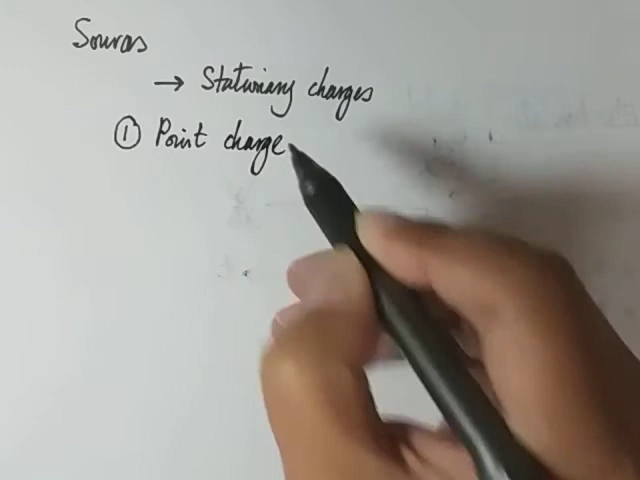 Sources
→ Stationary charges
① Point charge